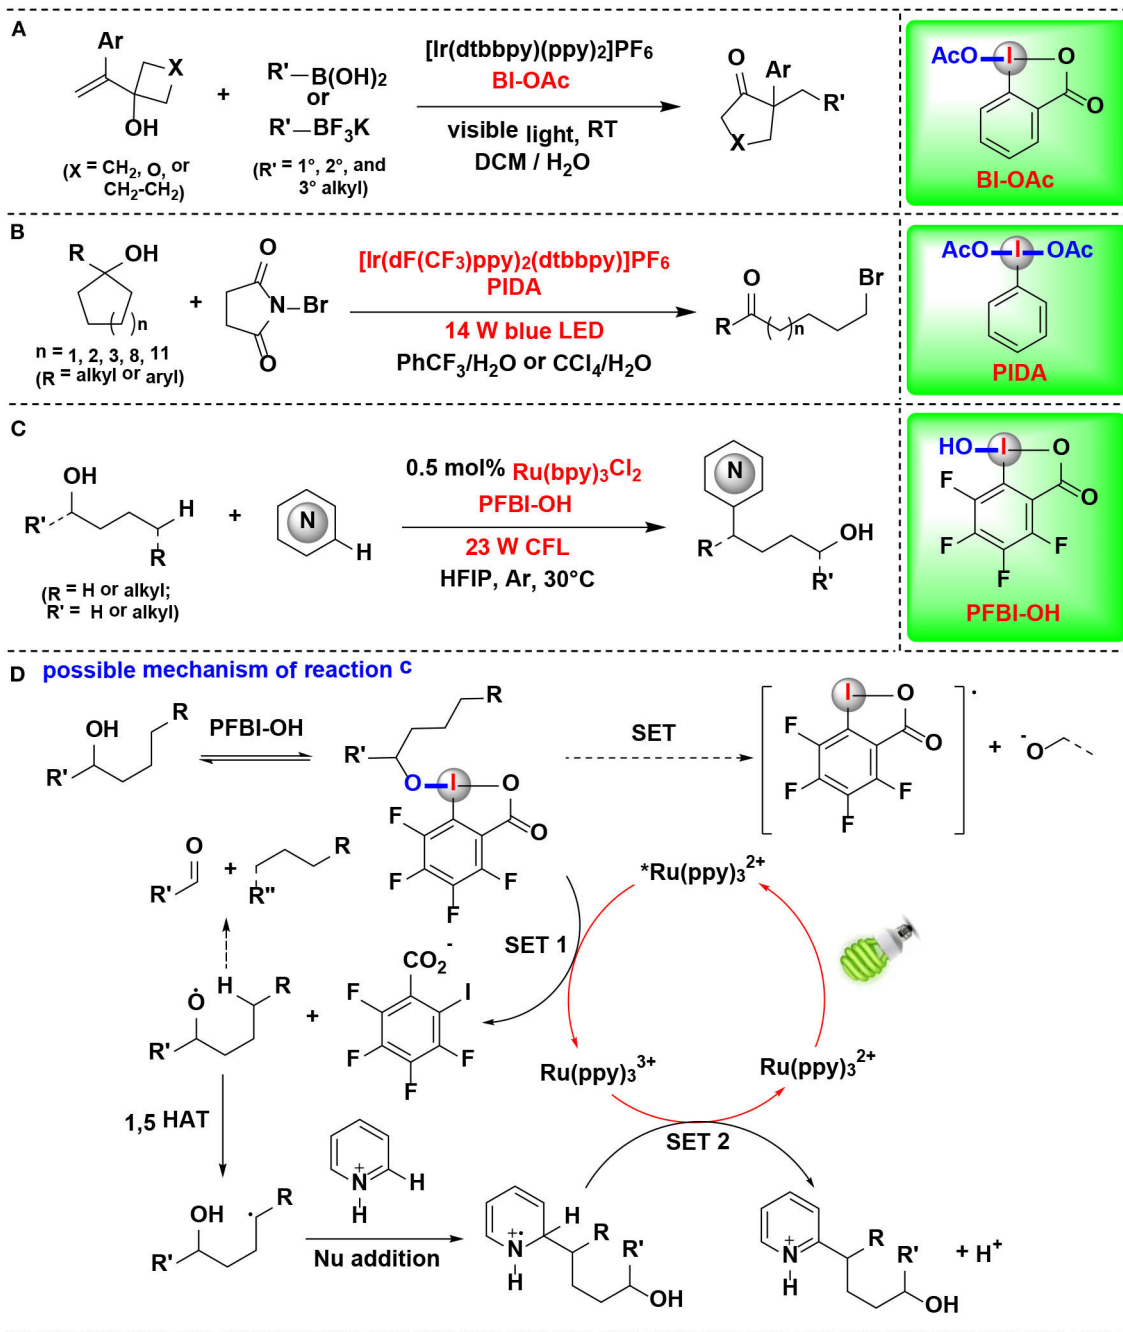 A
Ar
X
OH
(X = CH2, O, or
CH2-CH2)
+
R'—B(OH)2
or
R'—BF3K
(R' = 1°, 2°, and
3° alkyl)
[Ir(dtbbpy)(ppy)2]PF6
BI-OAc
visible light, RT
DCM / H2O
O
Ar
R'
X
AcO
I
O
O
BI-OAc
B
R
OH
( )n
n = 1, 2, 3, 8, 11
(R = alkyl or aryl)
+
O
N
Br
O
[Ir(dF(CF3)ppy)2(dtbbpy)]PF6
PIDA
14 W blue LED
PhCF3/H2O or CCl4/H2O
O
Br
R
( )n
AcO
I
OAc
PIDA
C
OH
R'
H
R
(R = H or alkyl;
R' = H or alkyl)
+
N
H
0.5 mol% Ru(bpy)3Cl2
PFBI-OH
23 W CFL
HFIP, Ar, 30°C
N
R
OH
R'
HO
I
O
O
F
F
F
F
PFBI-OH
D possible mechanism of reaction c
OH
R
R'
PFBI-OH
R
R'
O
I
O
O
F
F
F
F
SET
I
O
O
F
F
F
F
·
+
-
O
O
R'
+
R
R"
*Ru(ppy)3 2+
SET 1
Ru(ppy)3 3+
Ru(ppy)3 2+
SET 2
Ȯ
H
R
R'
+
CO2 -
I
F
F
F
F
1,5 HAT
OH
·
R
R'
N
+
H
H
Nu addition
+·
N
H
H
R
R'
OH
+
N
H
R
R'
OH
+ H+